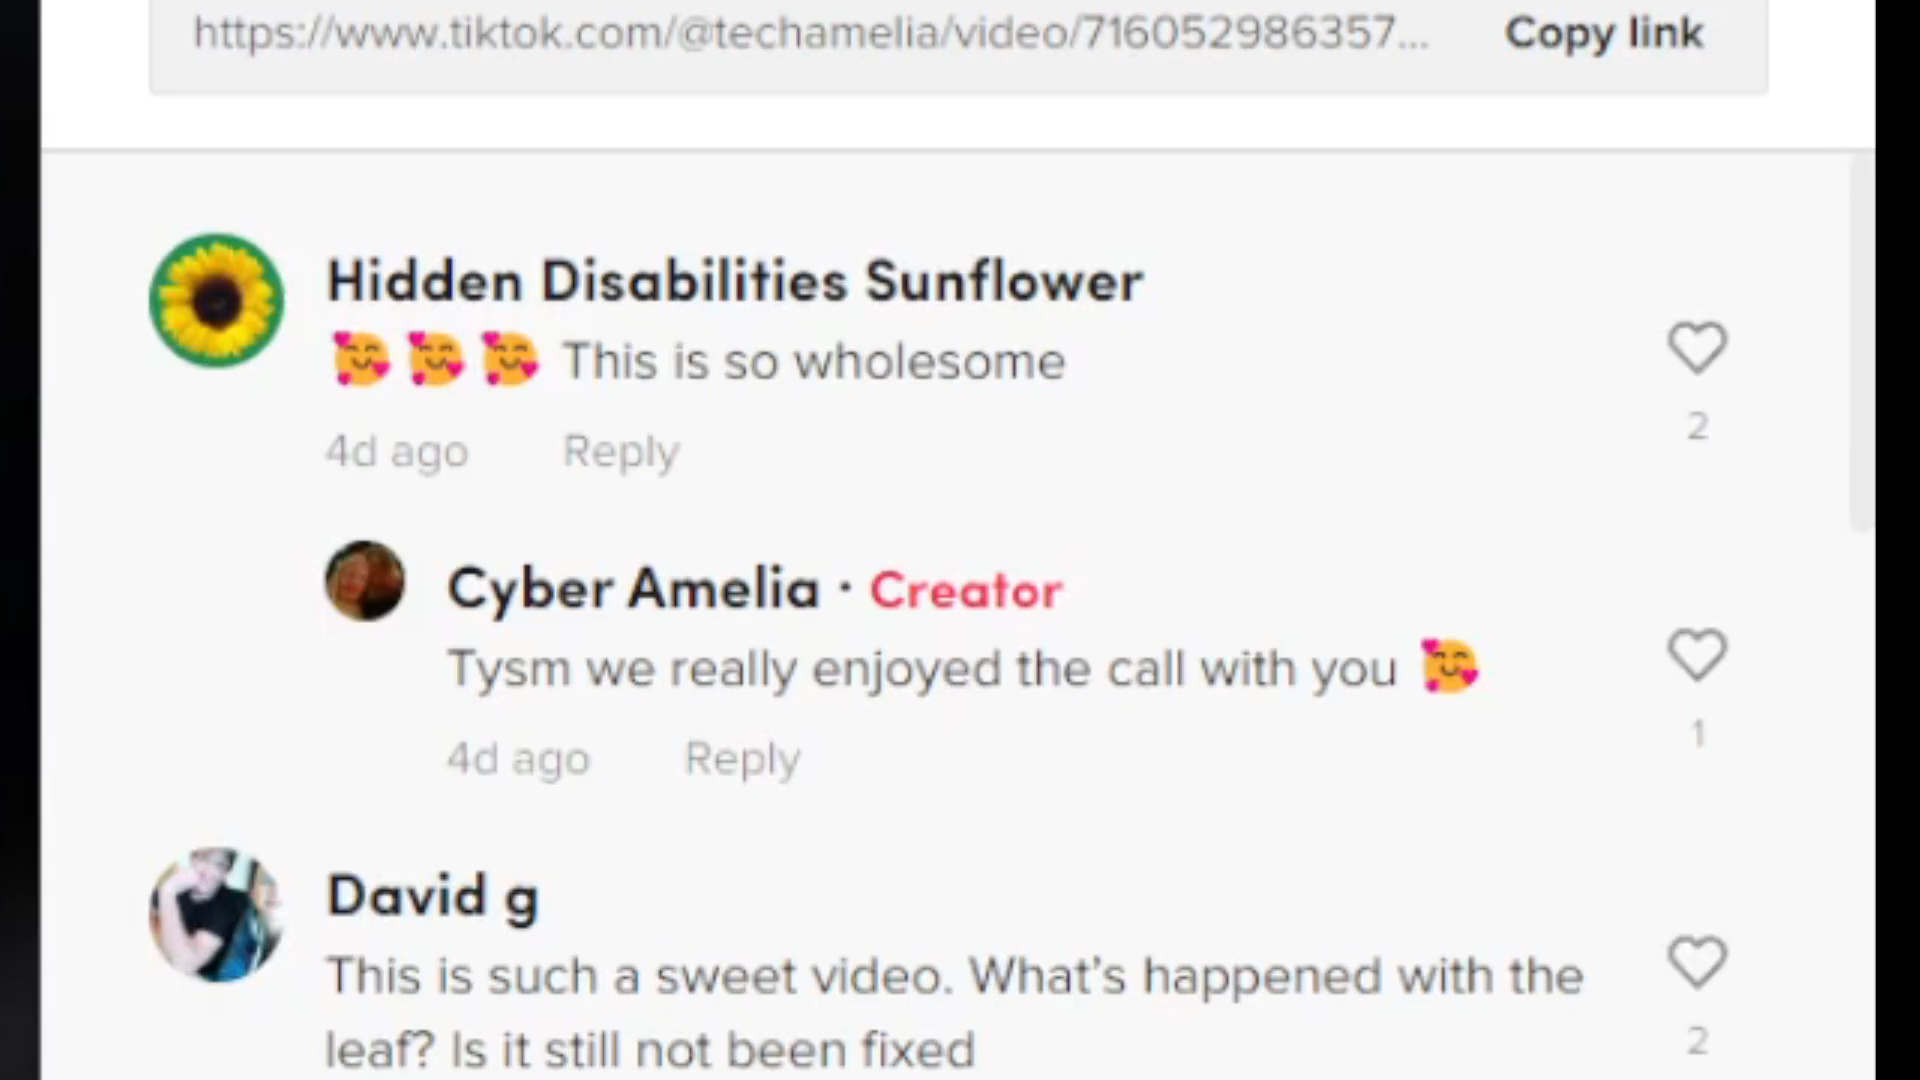 https://www.tiktok.com/@techamelia/video/716052986357... Copy link
Hidden Disabilities Sunflower
🥰 🥰 🥰 This is so wholesome
2
4d ago Reply
Cyber Amelia · Creator
Tysm we really enjoyed the call with you 🥰
1
4d ago Reply
David g
This is such a sweet video. What's happened with the
leaf? Is it still not been fixed
2